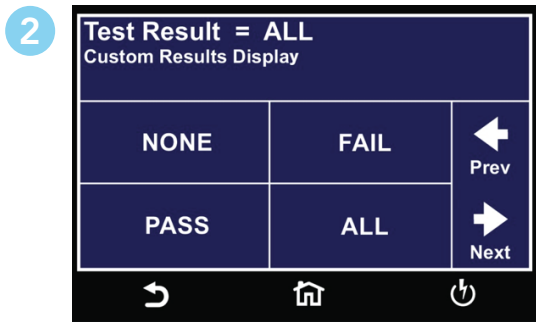 2
Test Result = ALL
Custom Results Display
NONE
FAIL
Prev
PASS
ALL
Next